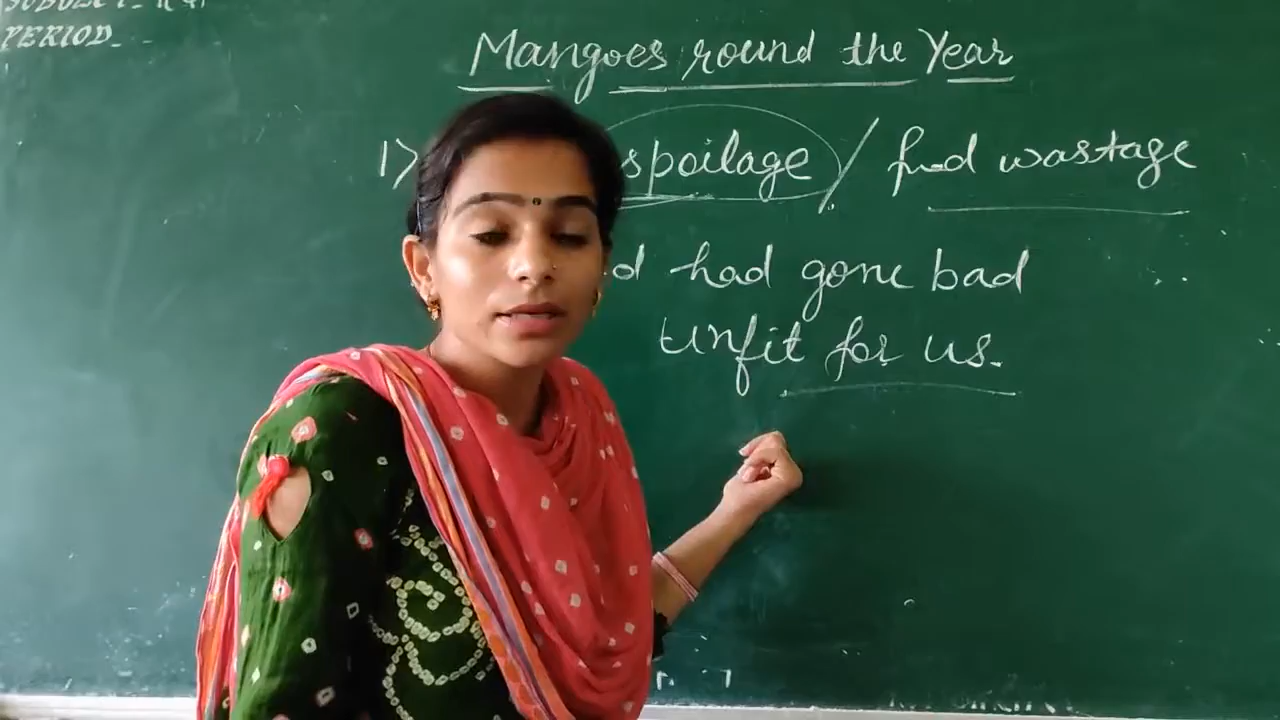 PERIOD
Mangoes round the Year
1) spoilage / food wastage
had gone bad
Unfit for us.